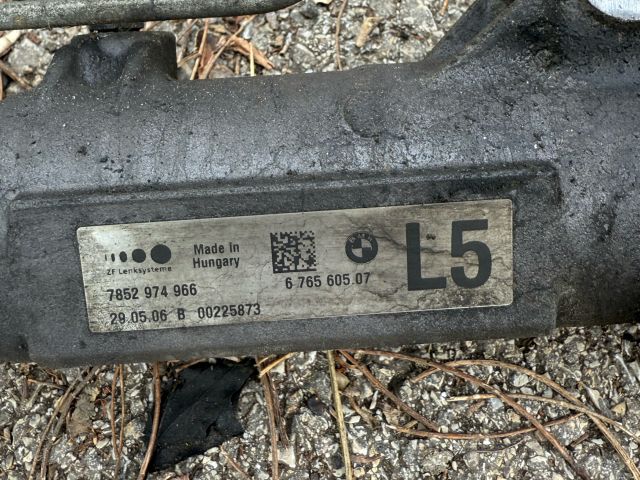 Made in
Hungary
ZF Lenksysteme
7852 974 966
6 765 605.07
29.05.06 B 00225873
L5